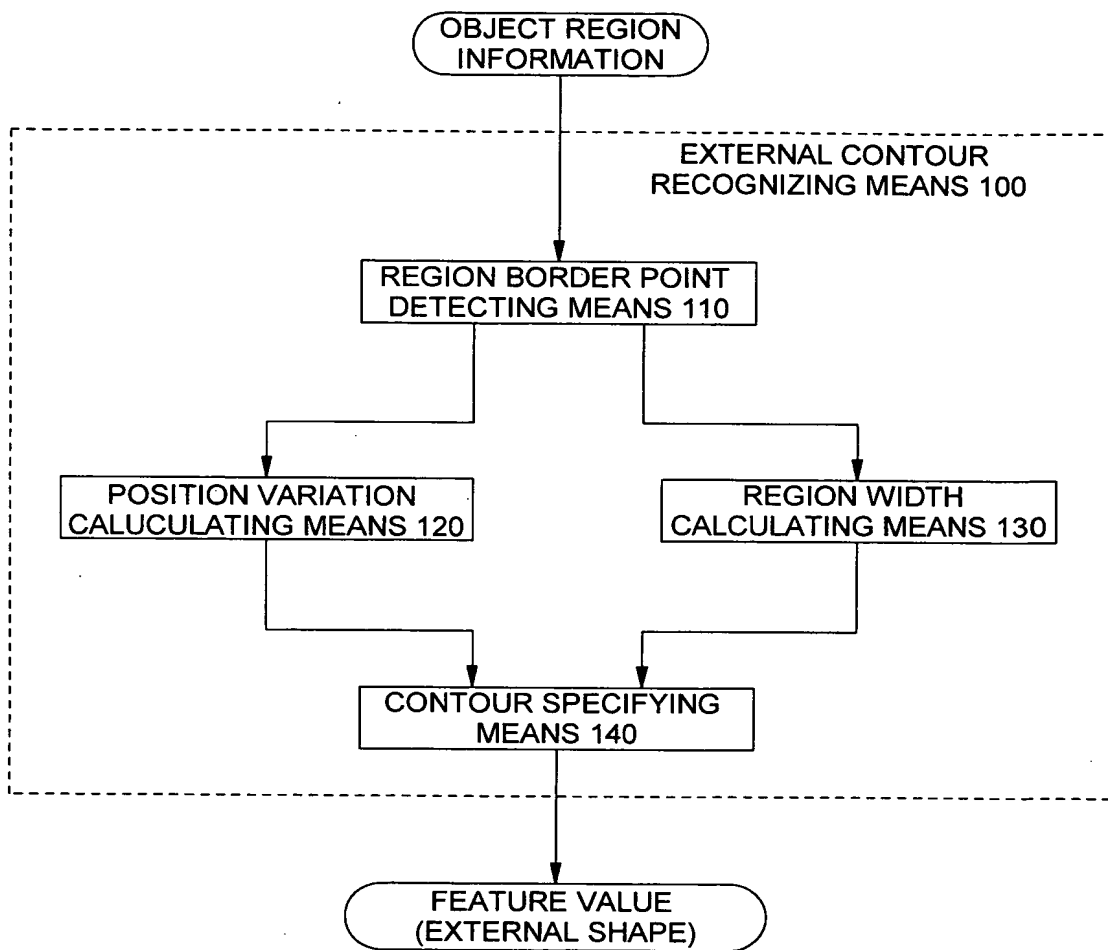 OBJECT REGION
INFORMATION
EXTERNAL CONTOUR
RECOGNIZING MEANS 100
REGION BORDER POINT
DETECTING MEANS 110
POSITION VARIATION
CALUCULATING MEANS 120
REGION WIDTH
CALCULATING MEANS 130
CONTOUR SPECIFYING
MEANS 140
FEATURE VALUE
(EXTERNAL SHAPE)